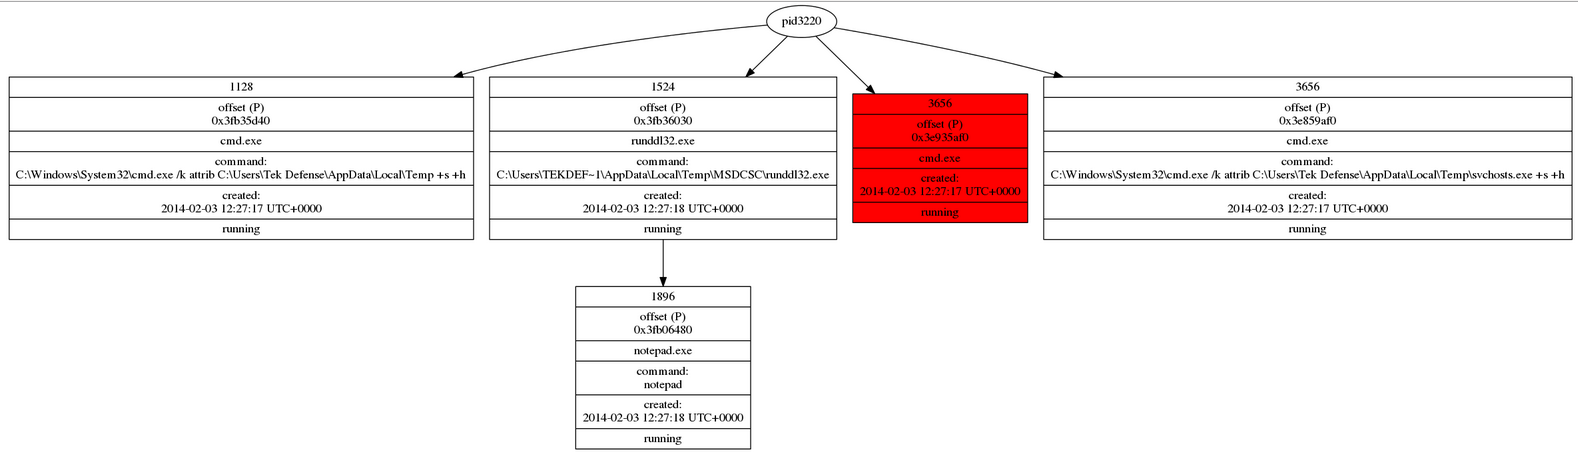 pid3220
1128
offset (P)
0x3fb35d40
cmd.exe
command:
C:\Windows\System32\cmd.exe /k attrib C:\Users\Tek Defense\AppData\Local\Temp +s +h
created:
2014-02-03 12:27:17 UTC+0000
running
1524
offset (P)
0x3fb36030
runddl32.exe
command:
C:\Users\TEKDEF~1\AppData\Local\Temp\MSDCSC\runddl32.exe
created:
2014-02-03 12:27:18 UTC+0000
running
3656
offset (P)
0x3e935af0
cmd.exe
created:
2014-02-03 12:27:17 UTC+0000
running
3656
offset (P)
0x3e859af0
cmd.exe
command:
C:\Windows\System32\cmd.exe /k attrib C:\Users\Tek Defense\AppData\Local\Temp\svchosts.exe +s +h
created:
2014-02-03 12:27:17 UTC+0000
running
1896
offset (P)
0x3fb06480
notepad.exe
command:
notepad
created:
2014-02-03 12:27:18 UTC+0000
running